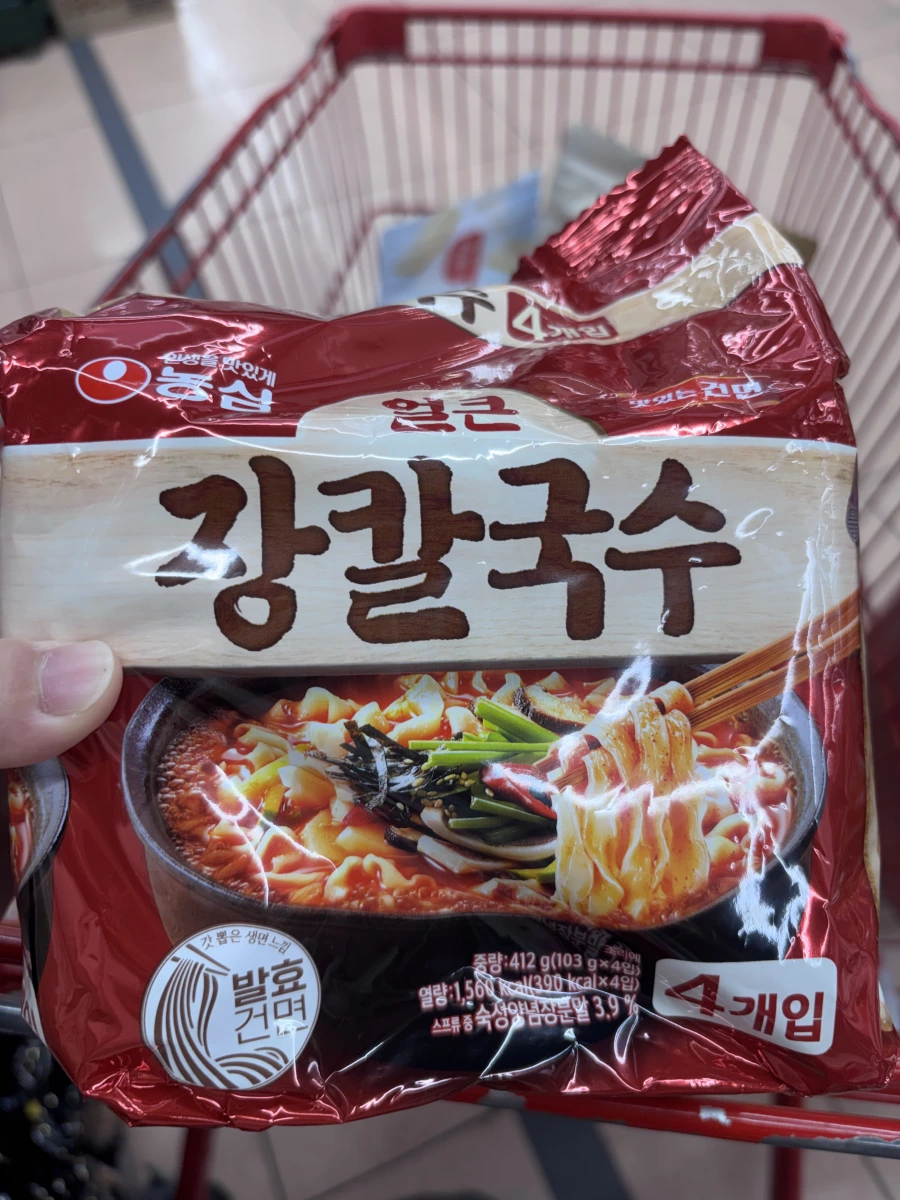 4개입
인생을 맛있게
농심
얼큰
맛있는 건면
장칼국수
갓 뽑은 생면 느낌
발효
건면
중량:412 g(103 g×4입)
열량:1,560 kcal(390 kcal×4입)
스프류 중 숙성양념장분말 3.9 %
4개입